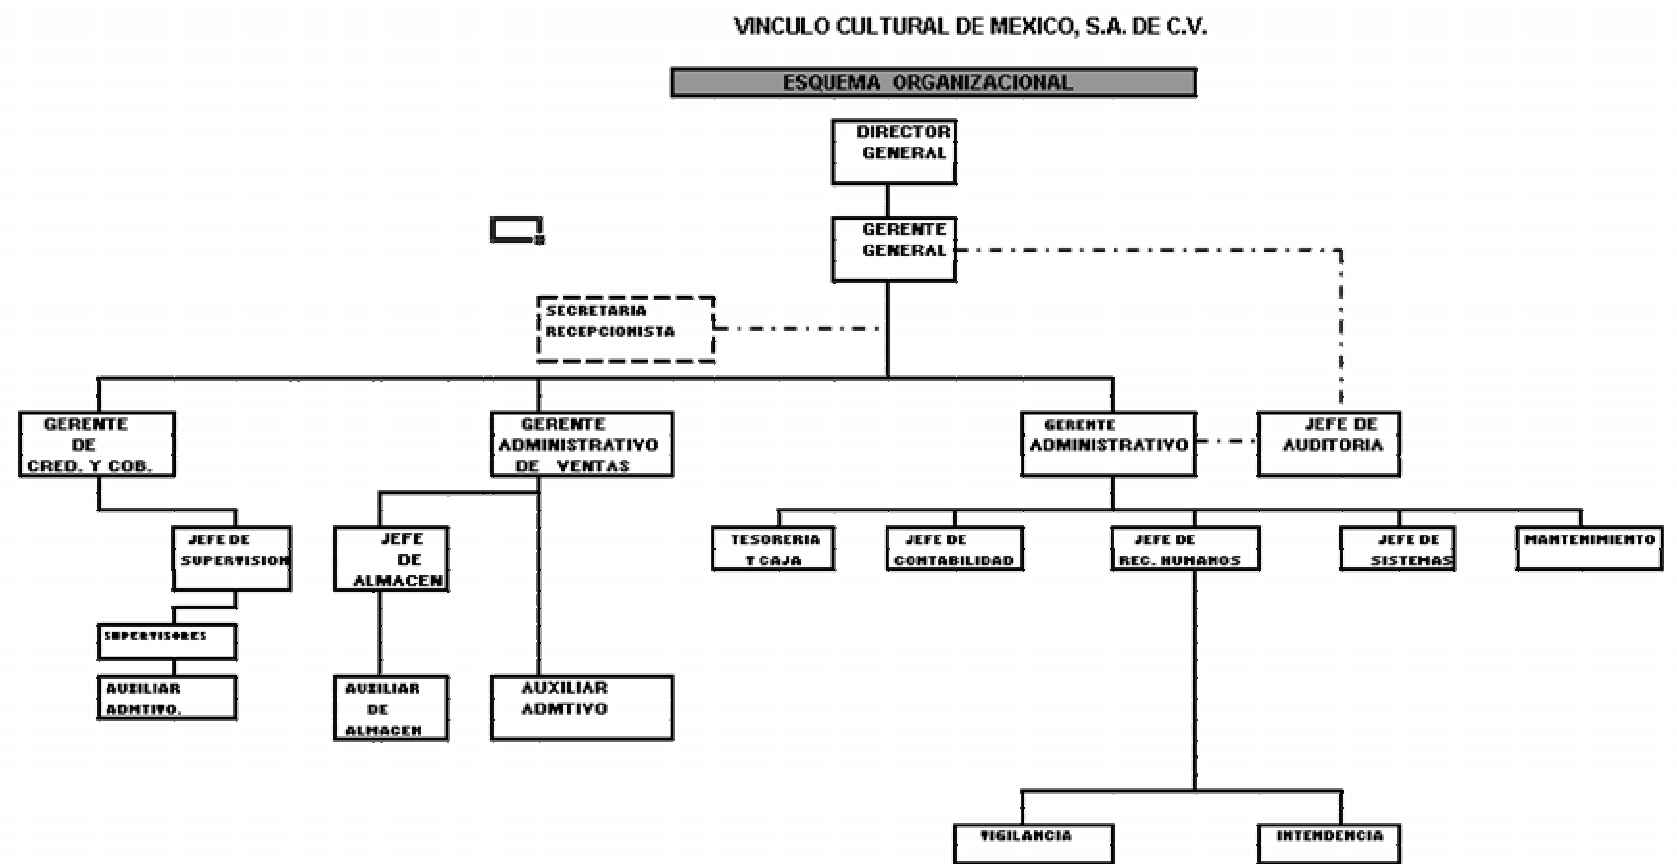 VINCULO CULTURAL DE MEXICO, S.A. DE C.V.
ESQUEMA ORGANIZACIONAL
DIRECTOR
GENERAL
GERENTE
GENERAL
SECRETARIA
RECEPCIONISTA
GERENTE
DE
CRED. Y COB.
GERENTE
ADMINISTRATIVO
DE VENTAS
GERENTE
ADMINISTRATIVO
JEFE DE
AUDITORIA
JEFE DE
SUPERVISION
JEFE
DE
ALMACEN
TESORERIA
Y CAJA
JEFE DE
CONTABILIDAD
JEFE DE
REC. HUMANOS
JEFE DE
SISTEMAS
MANTENIMIENTO
SUPERVISORES
AUXILIAR
ADMTIVO.
AUXILIAR
DE
ALMACEN
AUXILIAR
ADMTIVO
VIGILANCIA
INTENDENCIA